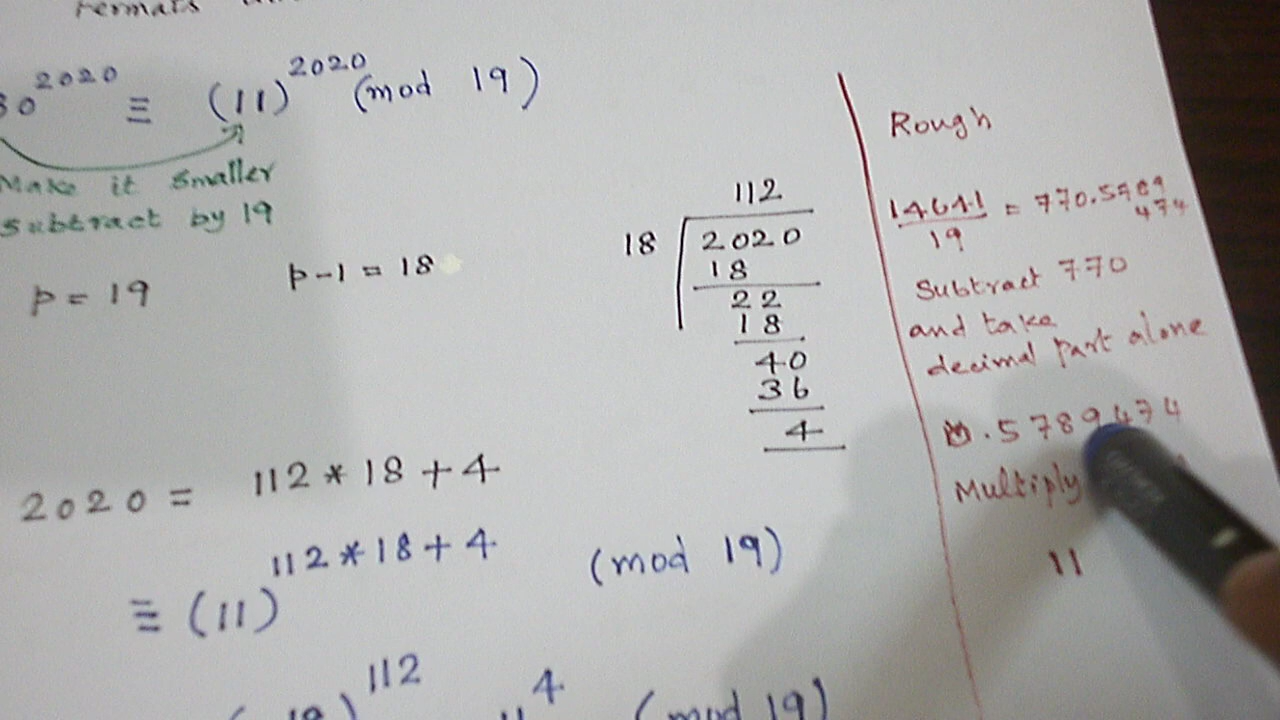 30^2020 ≡ (11)^2020 (mod 19)
Make it smaller
subtract by 19
p = 19
p-1 = 18
112
18 2020
18
22
18
40
36
4
2020 = 112 * 18 + 4
≡ (11)^112*18+4 (mod 19)
112 4 (mod 19)
Rough
14641/19 = 770.5789
474
Subtract 770
and take
decimal part alone
.5789474
Multiply
11